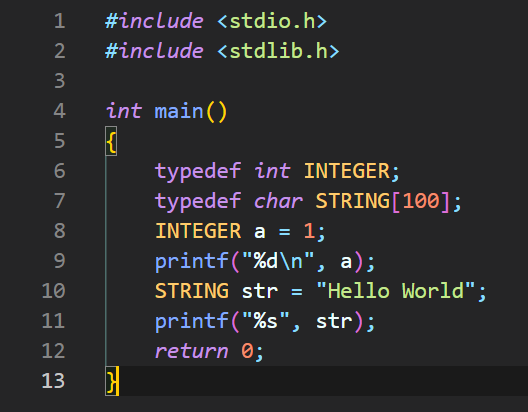 1 #include <stdio.h>
2 #include <stdlib.h>
3
4 int main()
5 {
6     typedef int INTEGER;
7     typedef char STRING[100];
8     INTEGER a = 1;
9     printf("%d\n", a);
10     STRING str = "Hello World";
11     printf("%s", str);
12     return 0;
13 }